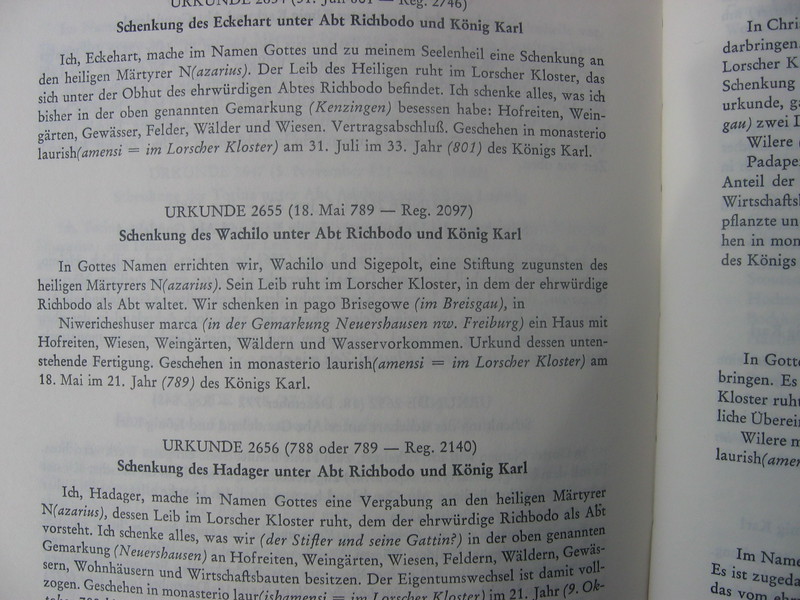 URKUNDE 2654 (31. Juli 801 — Reg. 2746)
Schenkung des Eckehart unter Abt Richbodo und König Karl
Ich, Eckehart, mache im Namen Gottes und zu meinem Seelenheil eine Schenkung an
den heiligen Märtyrer N(azarius). Der Leib des Heiligen ruht im Lorscher Kloster, das
sich unter der Obhut des ehrwürdigen Abtes Richbodo befindet. Ich schenke alles, was ich
bisher in der oben genannten Gemarkung (Kenzingen) besessen habe: Hofreiten, Wein-
gärten, Gewässer, Felder, Wälder und Wiesen. Vertragsabschluß. Geschehen in monasterio
laurish(amensi = im Lorscher Kloster) am 31. Juli im 33. Jahr (801) des Königs Karl.
URKUNDE 2655 (18. Mai 789 — Reg. 2097)
Schenkung des Wachilo unter Abt Richbodo und König Karl
In Gottes Namen errichten wir, Wachilo und Sigepolt, eine Stiftung zugunsten des
heiligen Märtyrers N(azarius). Sein Leib ruht im Lorscher Kloster, in dem der ehrwürdige
Richbodo als Abt waltet. Wir schenken in pago Brisegowe (im Breisgau), in
Niwericheshuser marca (in der Gemarkung Neuershausen nw. Freiburg) ein Haus mit
Hofreiten, Wiesen, Weingärten, Wäldern und Wasservorkommen. Urkund dessen unten-
stehende Fertigung. Geschehen in monasterio laurish(amensi = im Lorscher Kloster) am
18. Mai im 21. Jahr (789) des Königs Karl.
URKUNDE 2656 (788 oder 789 — Reg. 2140)
Schenkung des Hadager unter Abt Richbodo und König Karl
Ich, Hadager, mache im Namen Gottes eine Vergabung an den heiligen Märtyrer
N(azarius), dessen Leib im Lorscher Kloster ruht, dem der ehrwürdige Richbodo als Abt
vorsteht. Ich schenke alles, was wir (der Stifter und seine Gattin?) in der oben genannten
Gemarkung (Neuershausen) an Hofreiten, Weingärten, Wiesen, Feldern, Wäldern, Gewäs-
sern, Wohnhäusern und Wirtschaftsbauten besitzen. Der Eigentumswechsel ist damit voll-
zogen. Geschehen in monasterio laur(ishamensi = im Lorscher Kloster) im 21. Jahr (9. Ok-
In Chri
darbringen.
Lorscher K
Schenkung
urkunde, g
gau) zwei
Wilere
Padape
Anteil der
Wirtschafts
pflanzte un
hen in mon
des Königs
In Gott
bringen. Es
Kloster ruh
liche Überei
Wilere m
laurish(amer
Im Name
Es ist zugeda
das vom